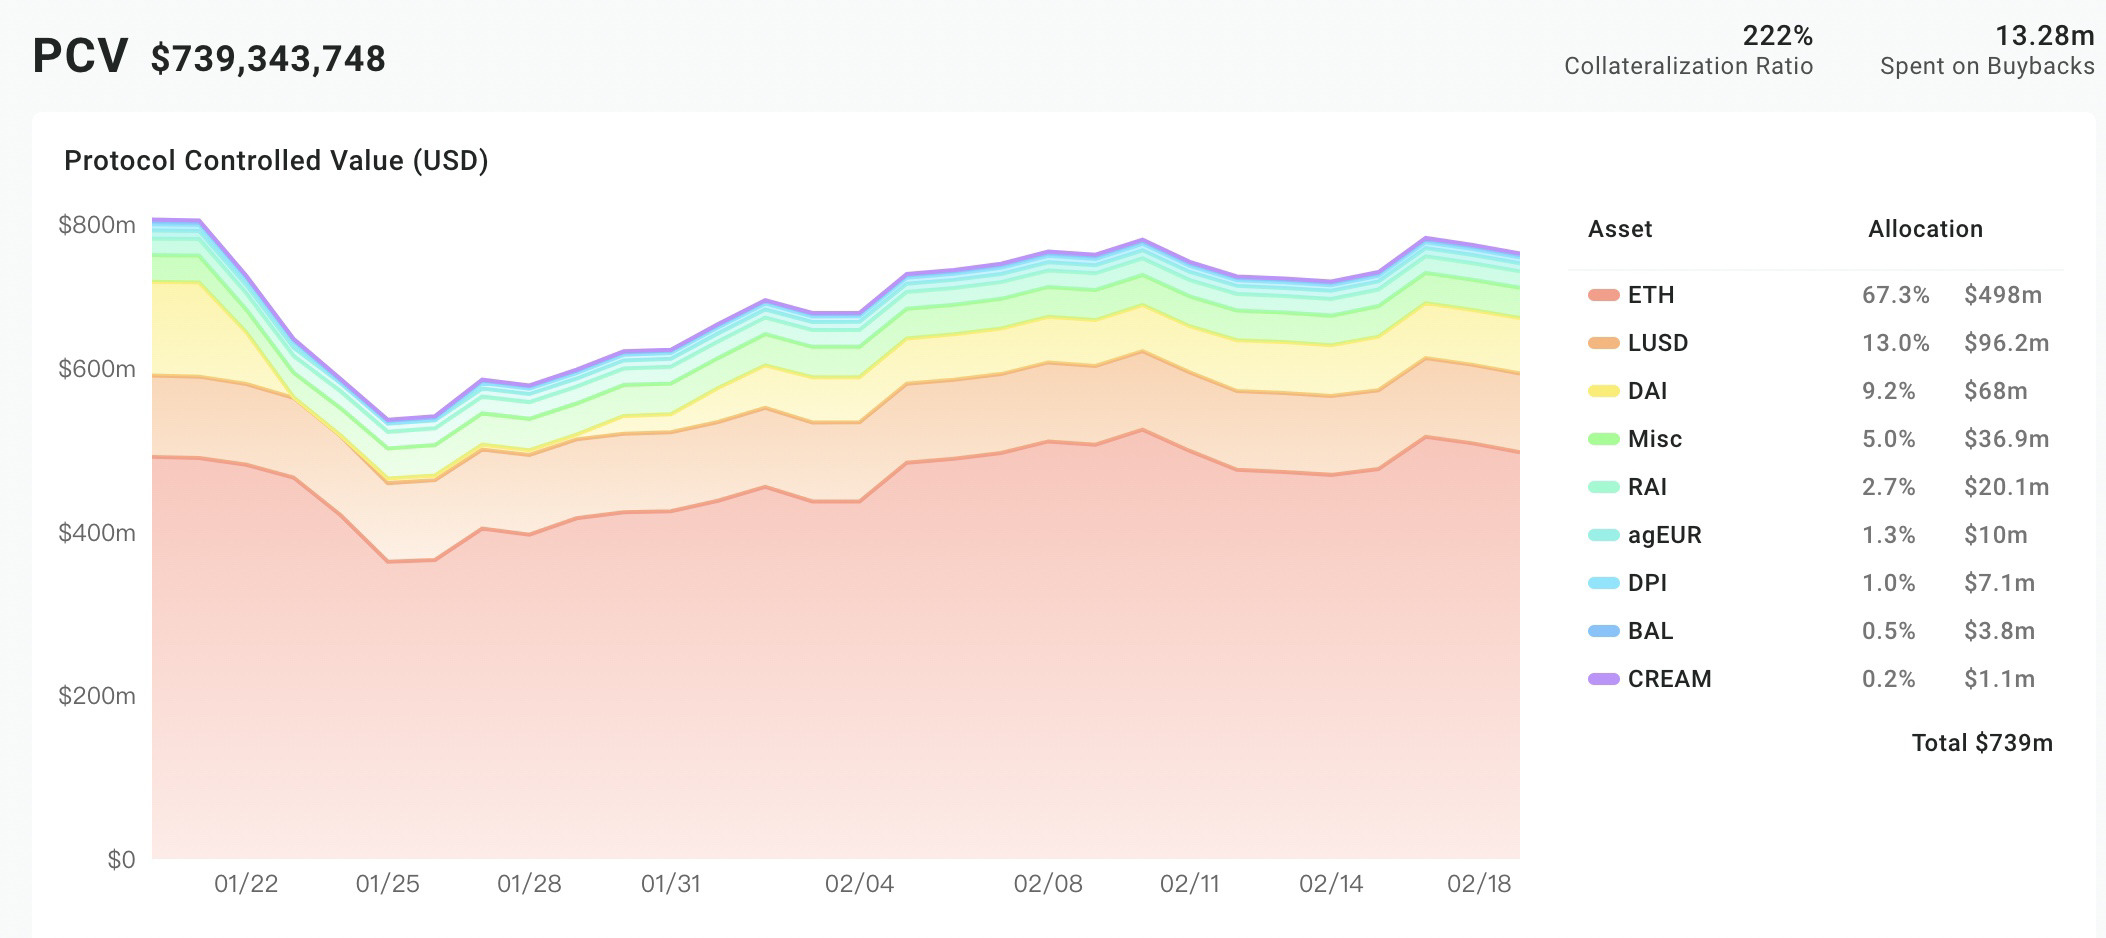 PCV $739,343,748
222%
Collateralization Ratio
13.28m
Spent on Buybacks
Protocol Controlled Value (USD)
$800m
$600m
$400m
$200m
$0
01/22 01/25 01/28 01/31 02/04 02/08 02/11 02/14 02/18
Asset Allocation
ETH 67.3% $498m
LUSD 13.0% $96.2m
DAI 9.2% $68m
Misc 5.0% $36.9m
RAI 2.7% $20.1m
agEUR 1.3% $10m
DPI 1.0% $7.1m
BAL 0.5% $3.8m
CREAM 0.2% $1.1m
Total $739m